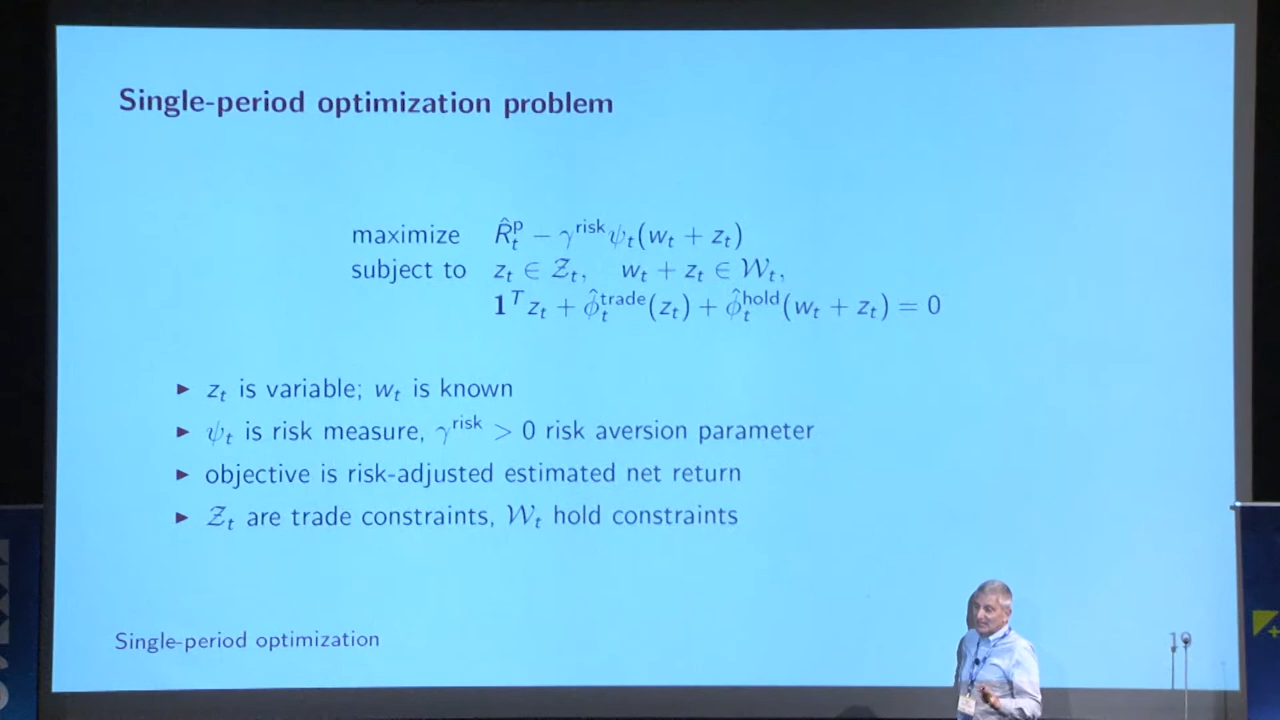 Single-period optimization problem
maximize R̂ₜᵖ − γʳⁱˢᵏψₜ(wₜ + zₜ)
subject to zₜ ∈ 𝒵ₜ, wₜ + zₜ ∈ 𝒲ₜ,
𝟏ᵀzₜ + ϕ̂ₜᵗʳᵃᵈᵉ(zₜ) + ϕ̂ₜʰᵒˡᵈ(wₜ + zₜ) = 0
▶ zₜ is variable; wₜ is known
▶ ψₜ is risk measure, γʳⁱˢᵏ > 0 risk aversion parameter
▶ objective is risk-adjusted estimated net return
▶ 𝒵ₜ are trade constraints, 𝒲ₜ hold constraints
Single-period optimization
19